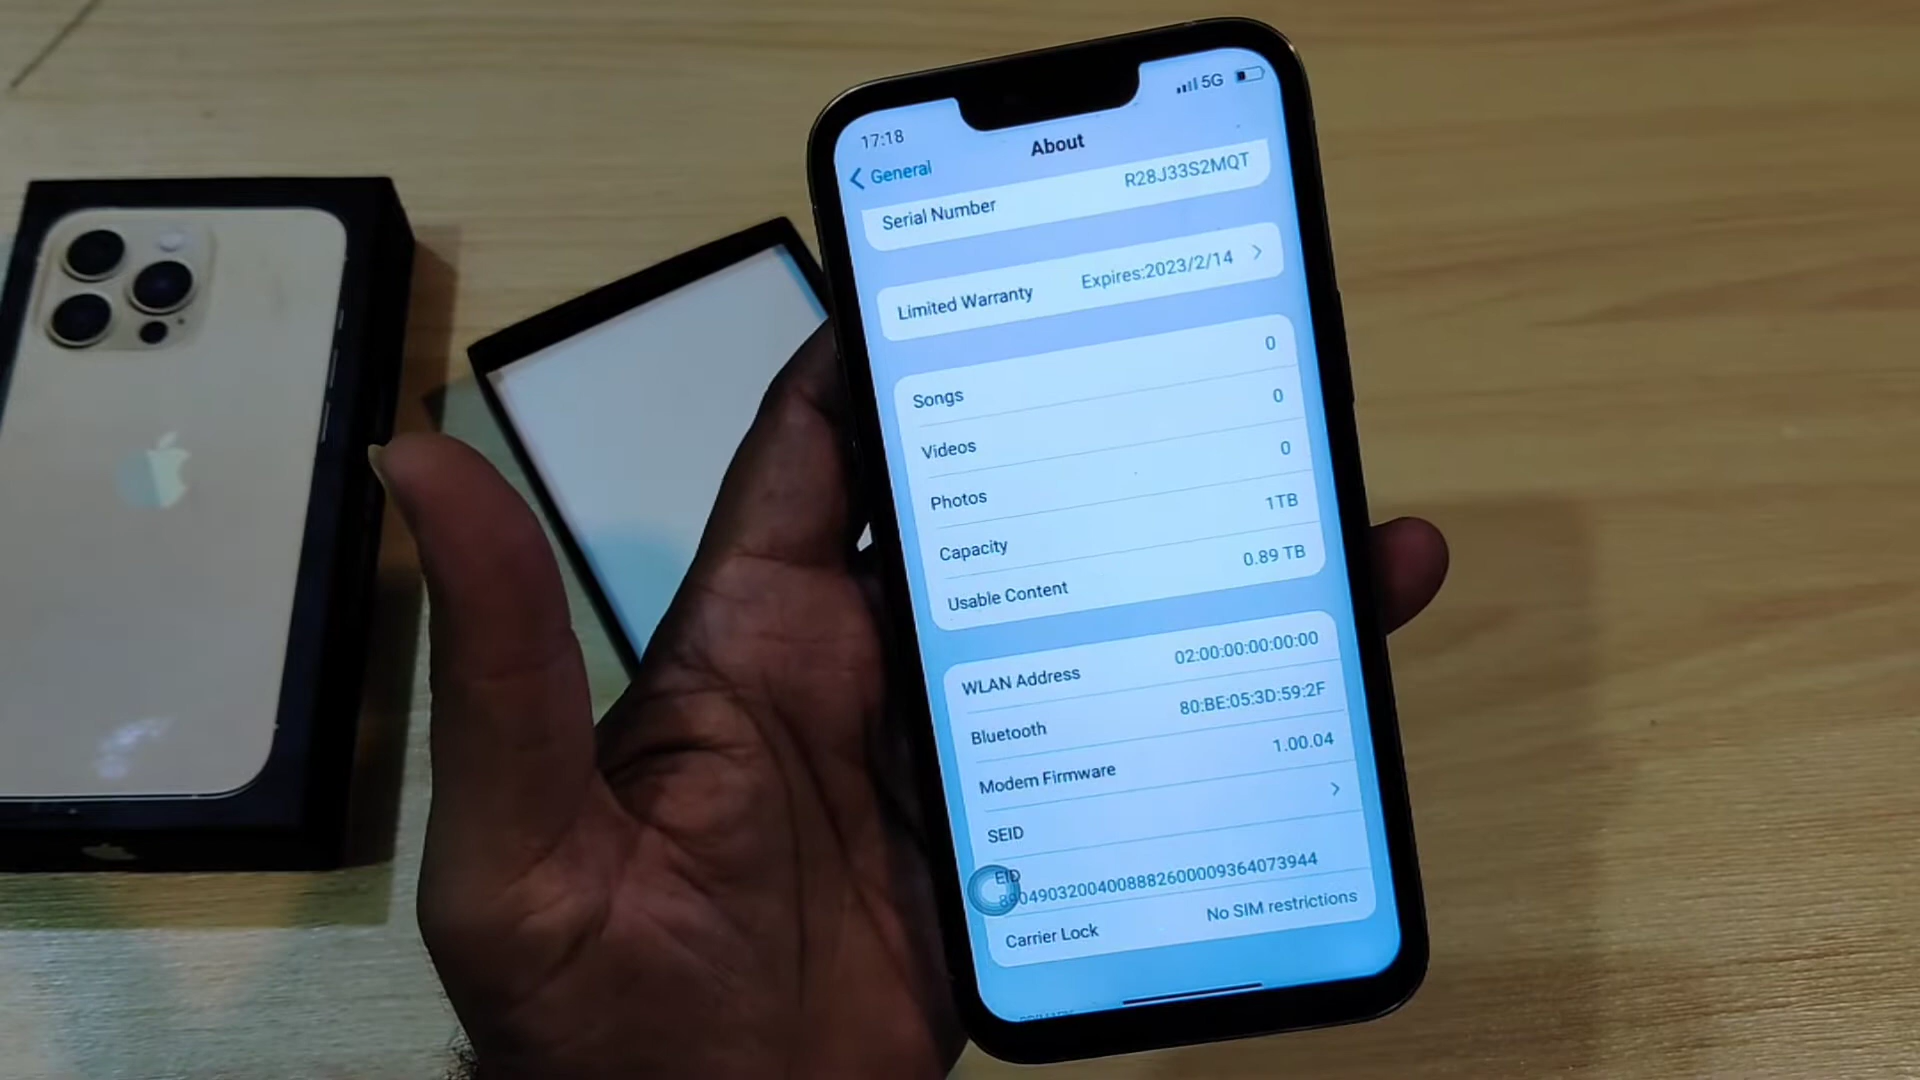 17:18
5G
General
About
Serial Number R28J33S2MQT
Limited Warranty Expires:2023/2/14
Songs 0
Videos 0
Photos 0
Capacity 1TB
Usable Content 0.89 TB
WLAN Address 02:00:00:00:00:00
Bluetooth 80:BE:05:3D:59:2F
Modem Firmware 1.00.04
SEID
EID
89049032004008882600009364073944
Carrier Lock No SIM restrictions